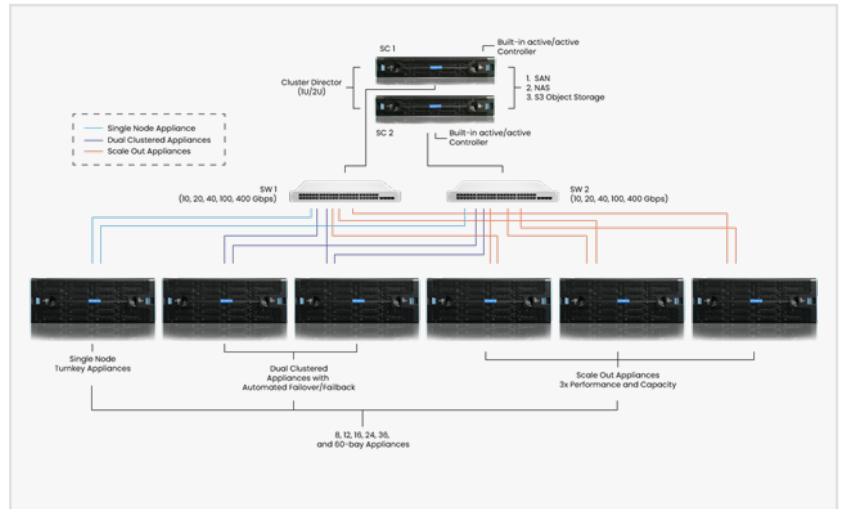 SC 1
Built-in active/active
Controller
Cluster Director
(1U/2U)
1. SAN
2. NAS
3. S3 Object Storage
SC 2
Built-in active/active
Controller
Single Node Appliance
Dual Clustered Appliances
Scale Out Appliances
SW 1
(10, 20, 40, 100, 400 Gbps)
SW 2
(10, 20, 40, 100, 400 Gbps)
Single Node
Turnkey Appliances
Dual Clustered
Appliances with
Automated Failover/Failback
Scale Out Appliances
3x Performance and Capacity
8, 12, 16, 24, 36,
and 60-bay Appliances